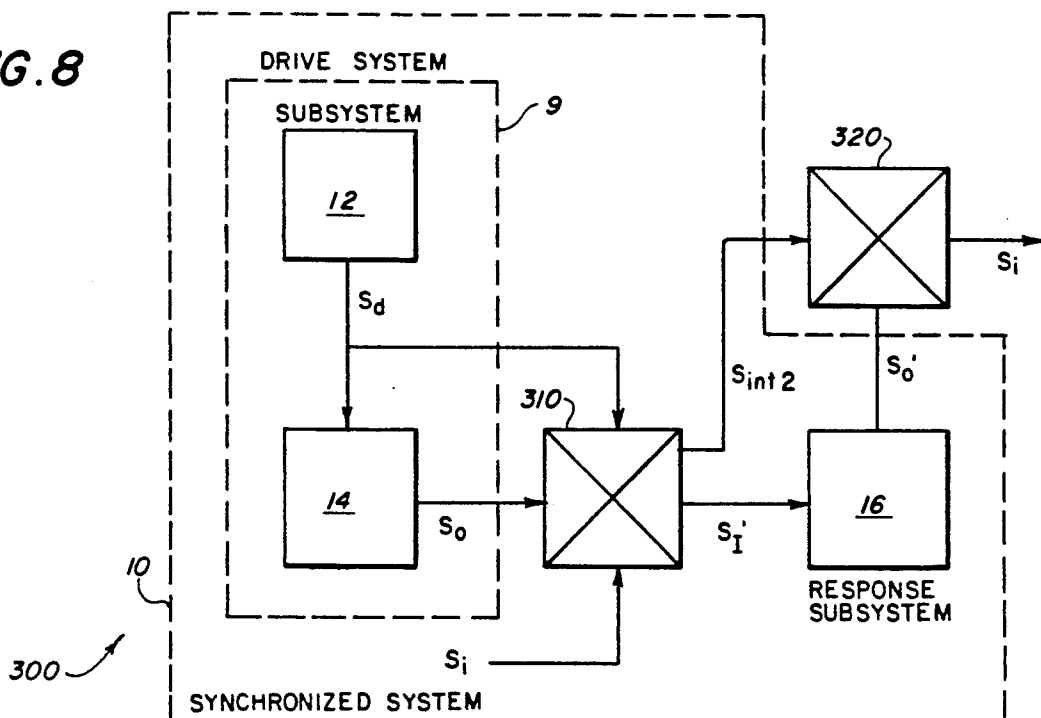 G. 8
DRIVE SYSTEM
SUBSYSTEM
9
12
320
Sd
Si
So'
Sint 2
310
14
So
SI'
16
10
RESPONSE
SUBSYSTEM
300
Si
SYNCHRONIZED SYSTEM